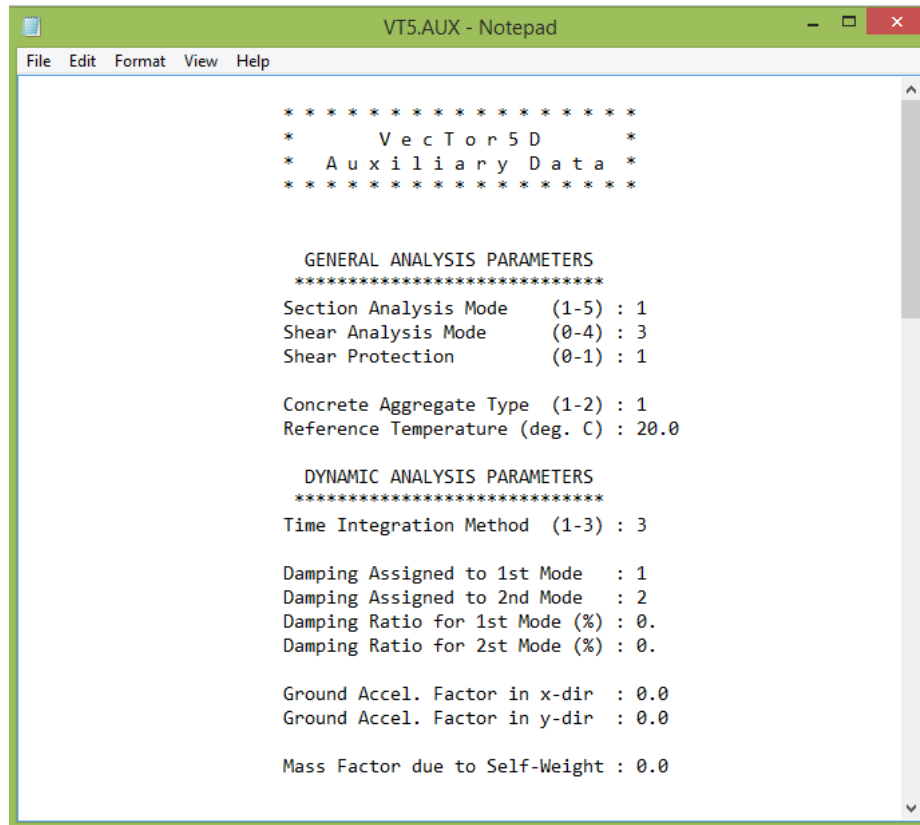 VT5.AUX - Notepad
File Edit Format View Help
* * * * * * * * * * * * * * * * *
* V e c T o r 5 D *
* A u x i l i a r y D a t a *
* * * * * * * * * * * * * * * * *
GENERAL ANALYSIS PARAMETERS
*****************************
Section Analysis Mode (1-5) : 1
Shear Analysis Mode (0-4) : 3
Shear Protection (0-1) : 1
Concrete Aggregate Type (1-2) : 1
Reference Temperature (deg. C) : 20.0
DYNAMIC ANALYSIS PARAMETERS
*****************************
Time Integration Method (1-3) : 3
Damping Assigned to 1st Mode : 1
Damping Assigned to 2nd Mode : 2
Damping Ratio for 1st Mode (%) : 0.
Damping Ratio for 2st Mode (%) : 0.
Ground Accel. Factor in x-dir : 0.0
Ground Accel. Factor in y-dir : 0.0
Mass Factor due to Self-Weight : 0.0